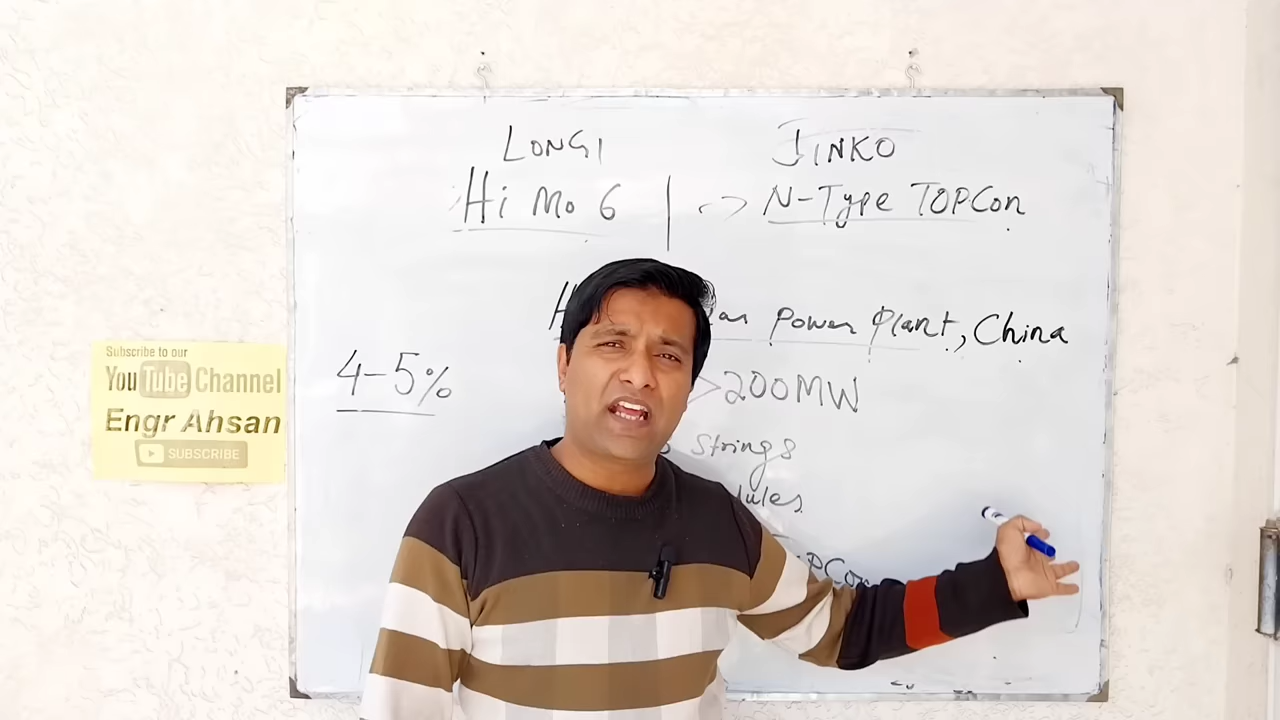 LONGI
JINKO
Hi Mo 6
N-Type TOPCon
Power Plant, China
4-5%
>200MW
Strings
Subscribe to our
YouTube Channel
Engr Ahsan
SUBSCRIBE